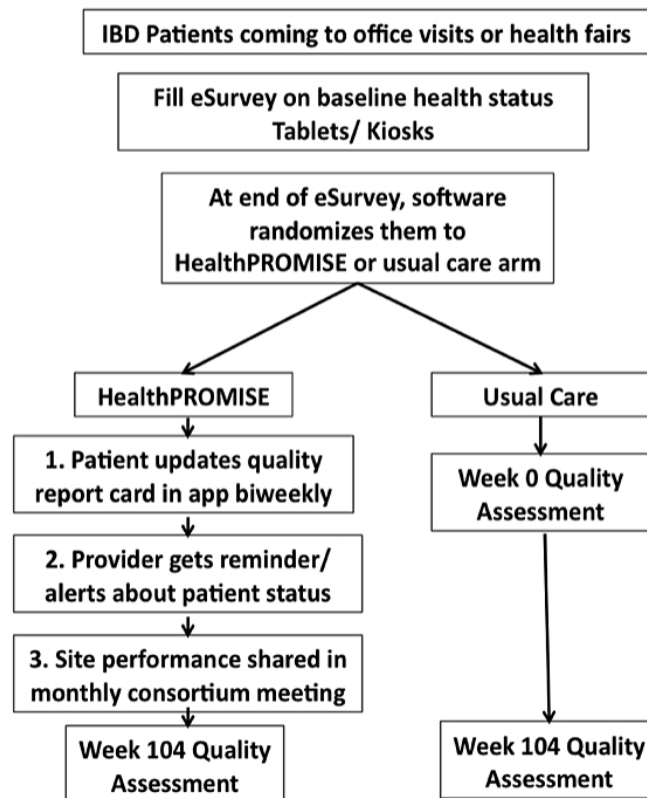 IBD Patients coming to office visits or health fairs
Fill eSurvey on baseline health status
Tablets/ Kiosks
At end of eSurvey, software
randomizes them to
HealthPROMISE or usual care arm
HealthPROMISE
1. Patient updates quality
report card in app biweekly
2. Provider gets reminder/
alerts about patient status
3. Site performance shared in
monthly consortium meeting
Week 104 Quality
Assessment
Usual Care
Week 0 Quality
Assessment
Week 104 Quality
Assessment